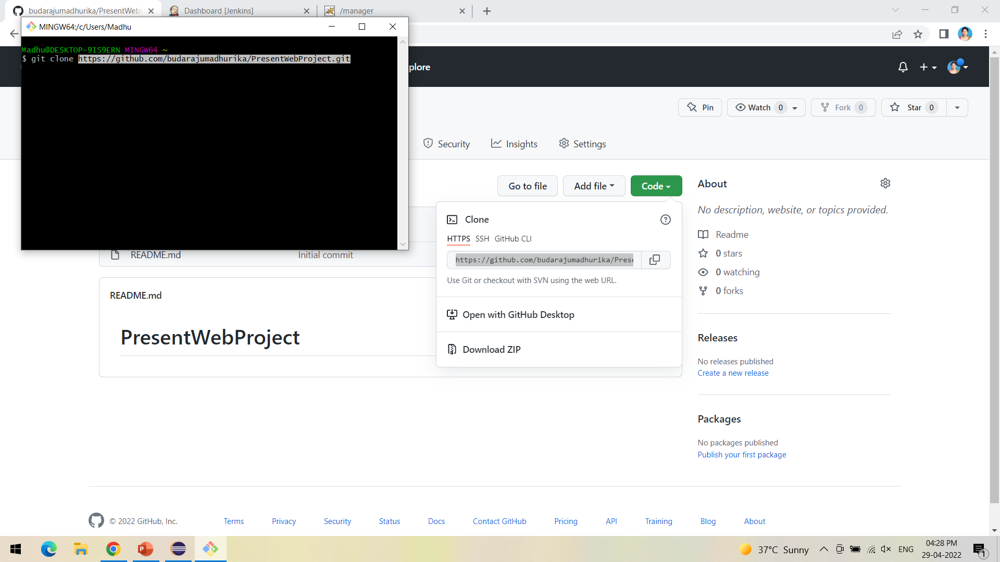 budarajumadhurika/PresentWebP
Dashboard [Jenkins]
/manager
MINGW64:/c/Users/Madhu
Madhu@DESKTOP-9IS9ERN MINGW64 ~
$ git clone https://github.com/budarajumadhurika/PresentWebProject.git
plore
Pin
Watch 0
Fork 0
Star 0
Security
Insights
Settings
Go to file
Add file
Code
About
No description, website, or topics provided.
Clone
HTTPS SSH GitHub CLI
https://github.com/budarajumadhurika/Prese
Use Git or checkout with SVN using the web URL.
Open with GitHub Desktop
Download ZIP
Readme
0 stars
0 watching
0 forks
README.md
Initial commit
README.md
PresentWebProject
Releases
No releases published
Create a new release
Packages
No packages published
Publish your first package
© 2022 GitHub, Inc.
Terms
Privacy
Security
Status
Docs
Contact GitHub
Pricing
API
Training
Blog
About
37°C Sunny
ENG
04:28 PM
29-04-2022
1